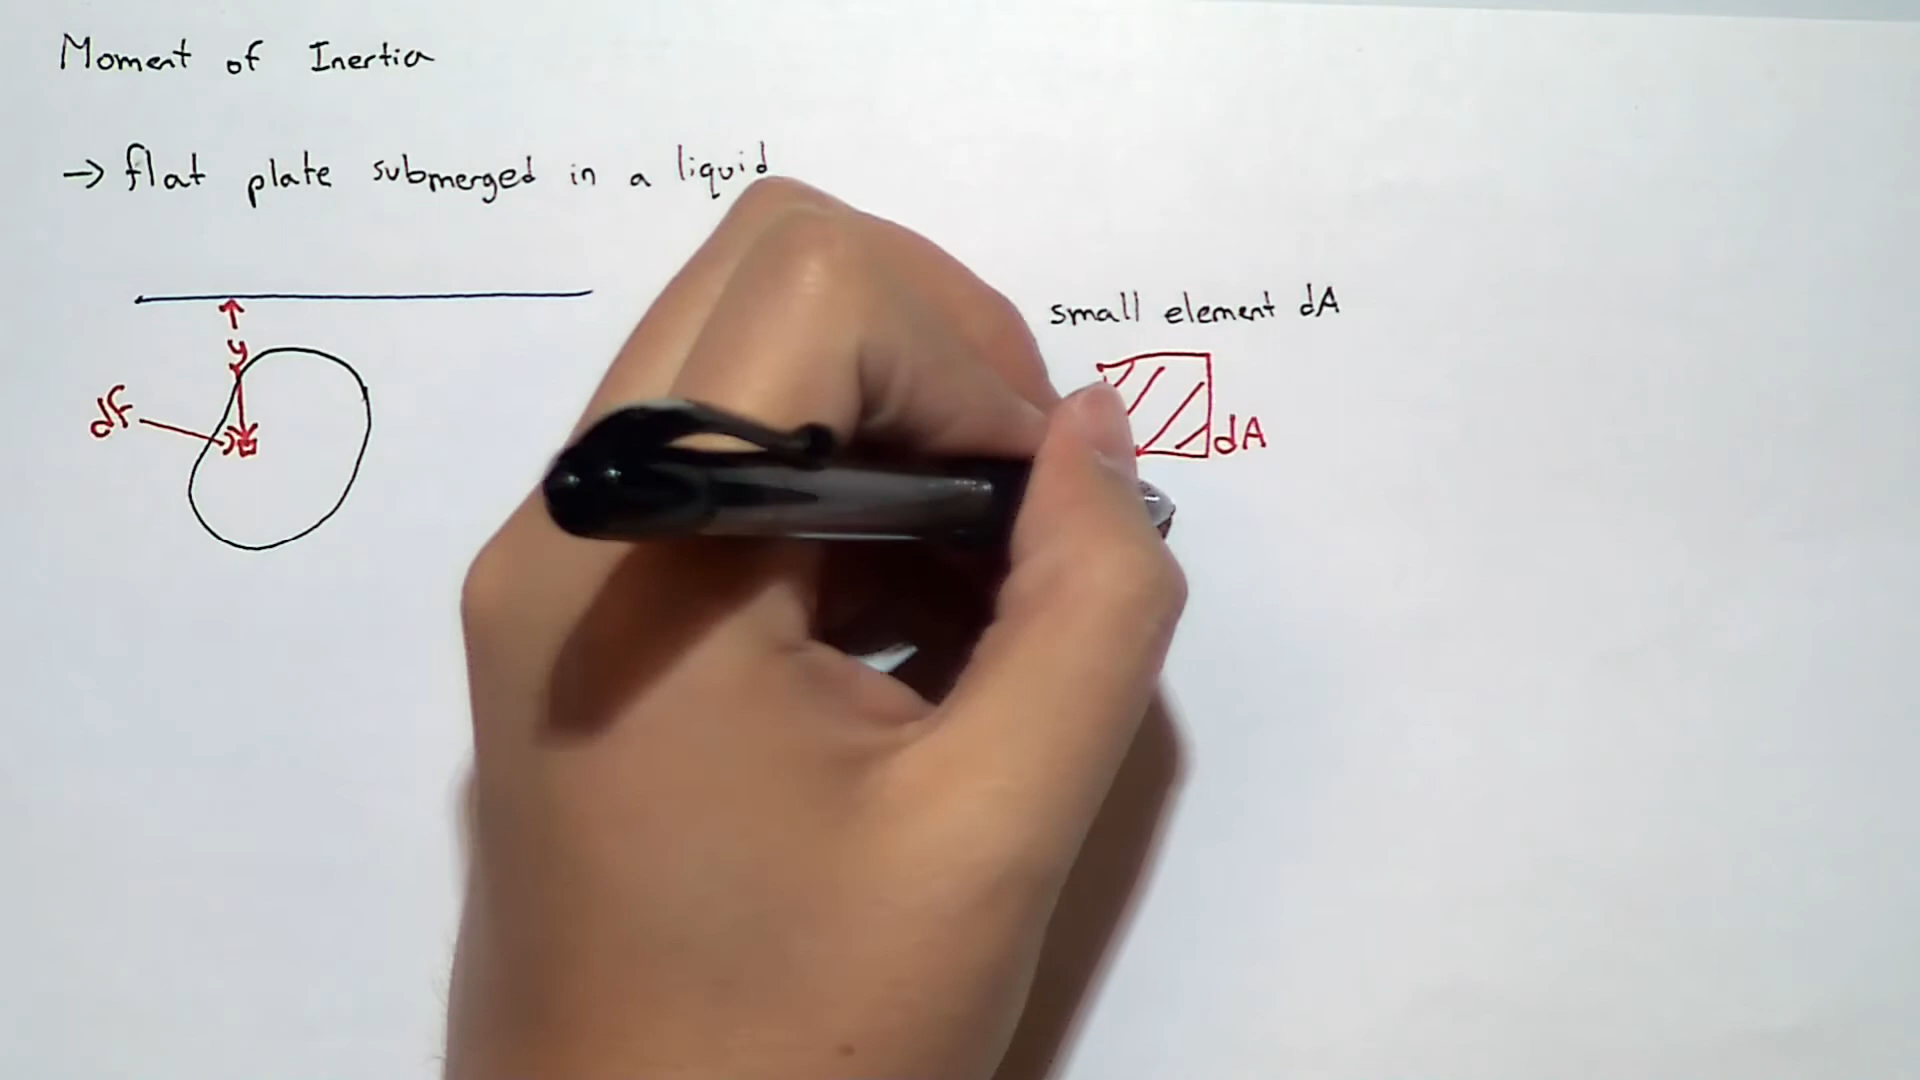 Moment of Inertia
→ flat plate submerged in a liquid
small element dA
y
df
dA